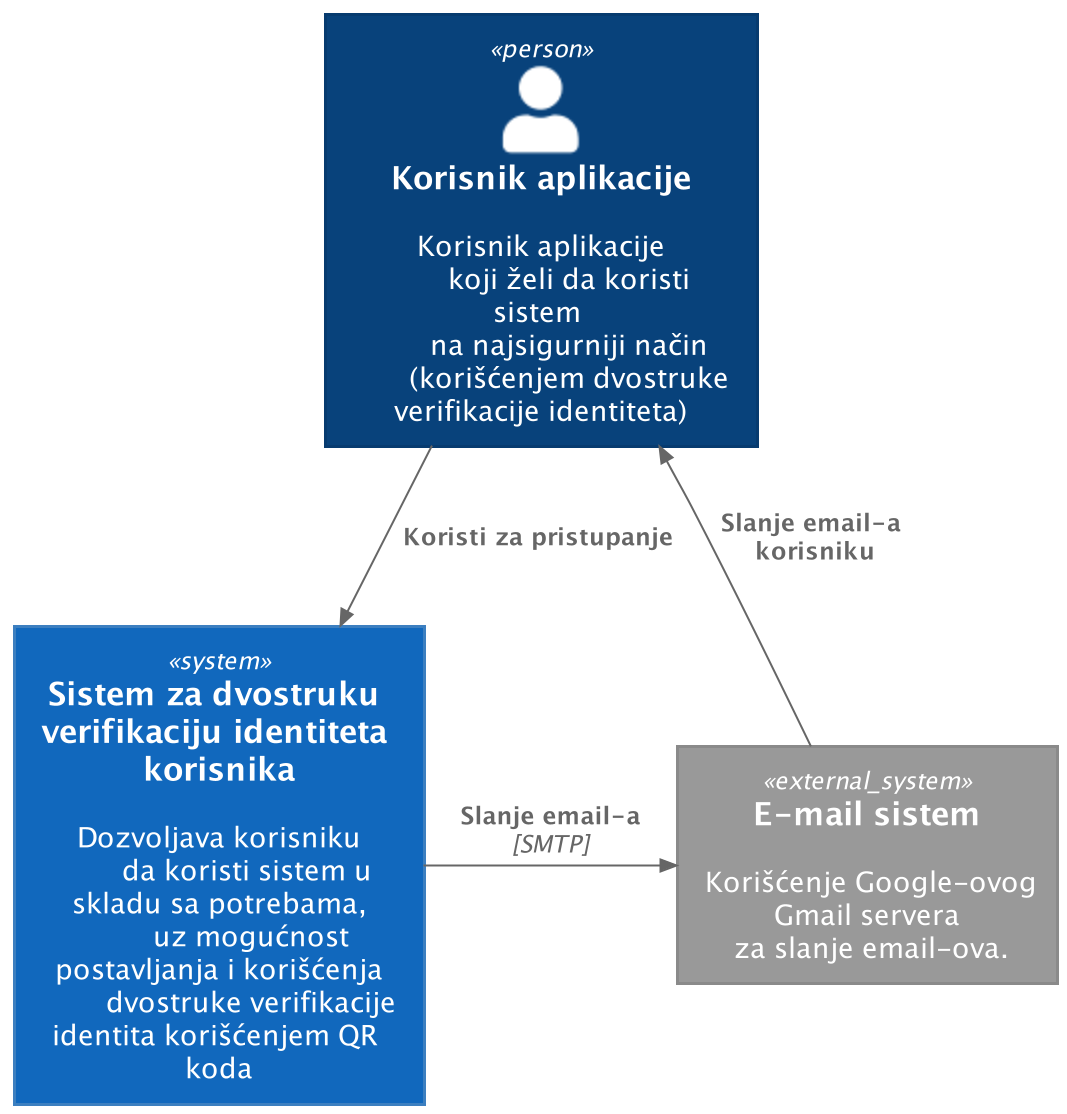 «person»
Korisnik aplikacije
Korisnik aplikacije
koji želi da koristi
sistem
na najsigurniji način
(korišćenjem dvostruke
verifikacije identiteta)
Koristi za pristupanje
Slanje email-a
korisniku
«system»
Sistem za dvostruku
verifikaciju identiteta
korisnika
Dozvoljava korisniku
da koristi sistem u
skladu sa potrebama,
uz mogućnost
postavljanja i korišćenja
dvostruke verifikacije
identita korišćenjem QR
koda
Slanje email-a
[SMTP]
«external_system»
E-mail sistem
Korišćenje Google-ovog
Gmail servera
za slanje email-ova.